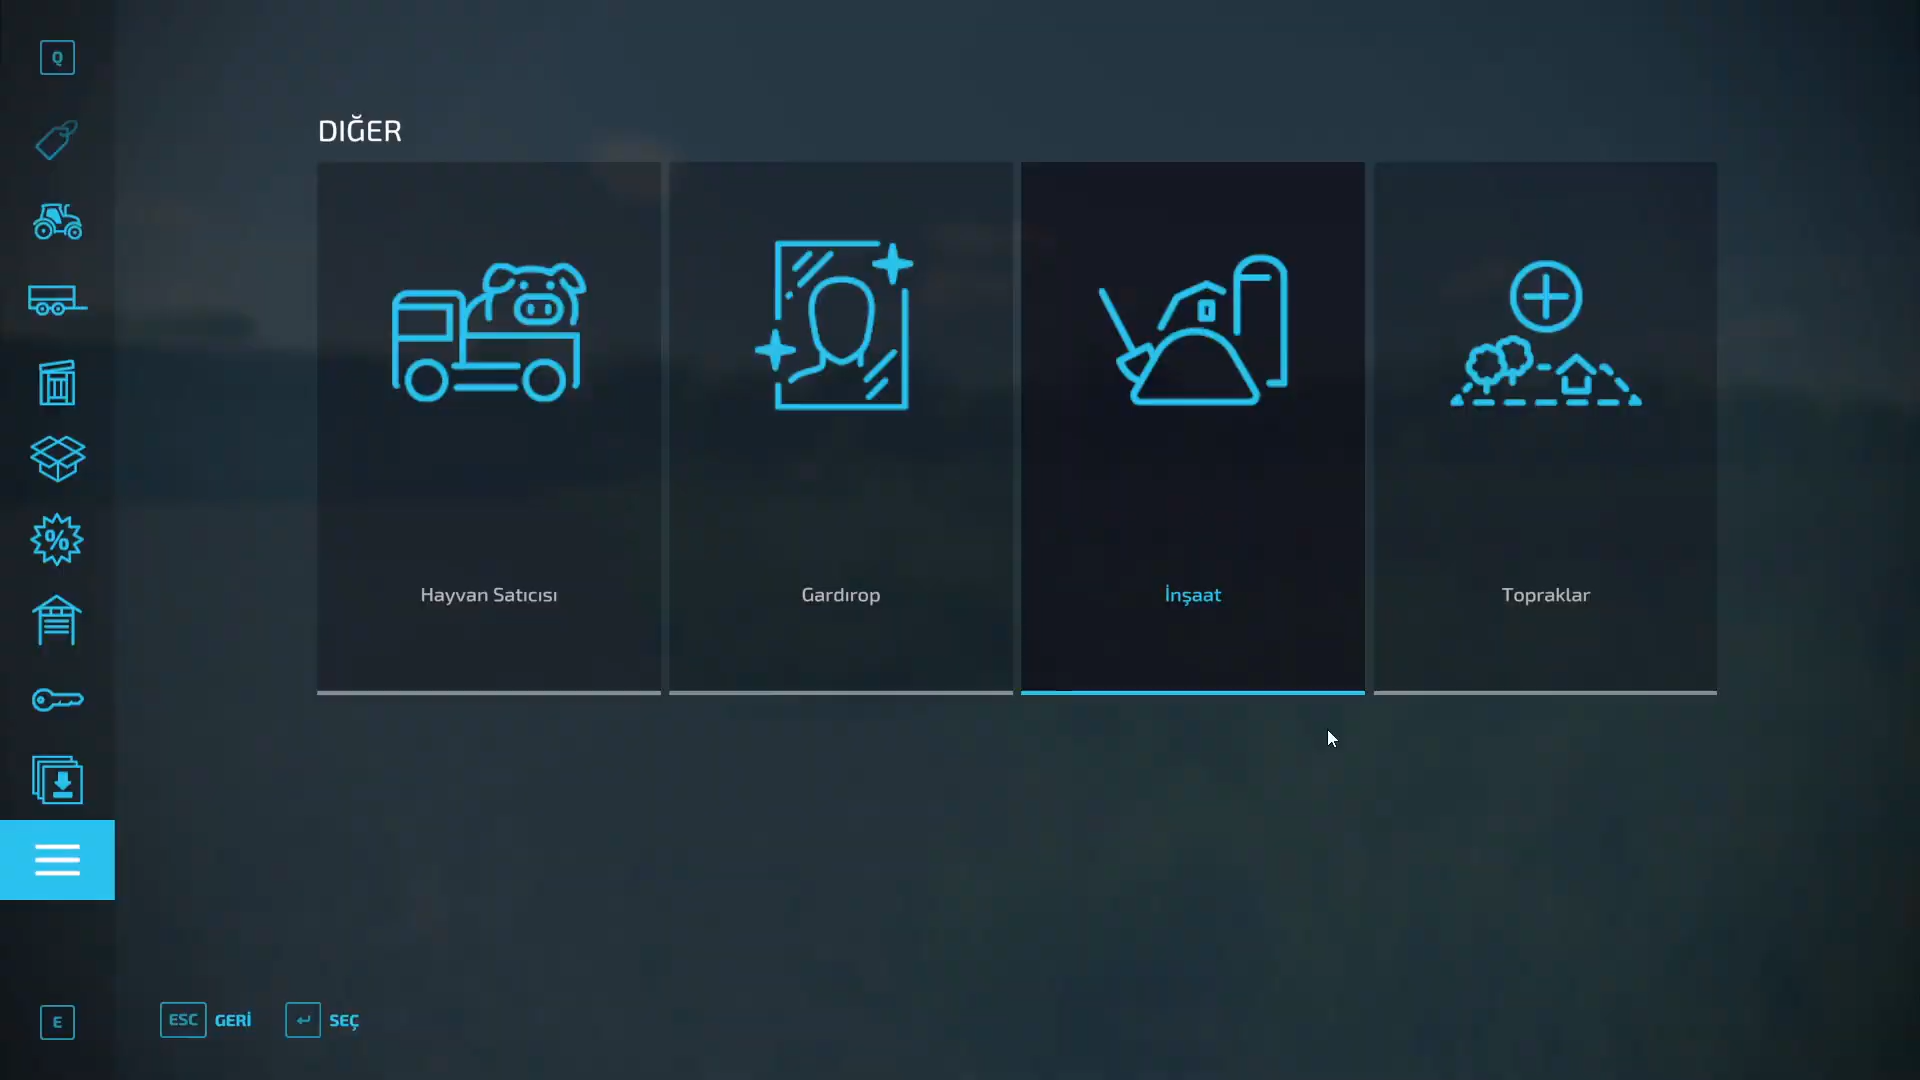 Q
DIĞER
%
Hayvan Satıcısı
Gardırop
İnşaat
Topraklar
E
ESC GERİ
SEÇ